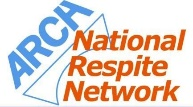 ARCH
National
Respite
Network